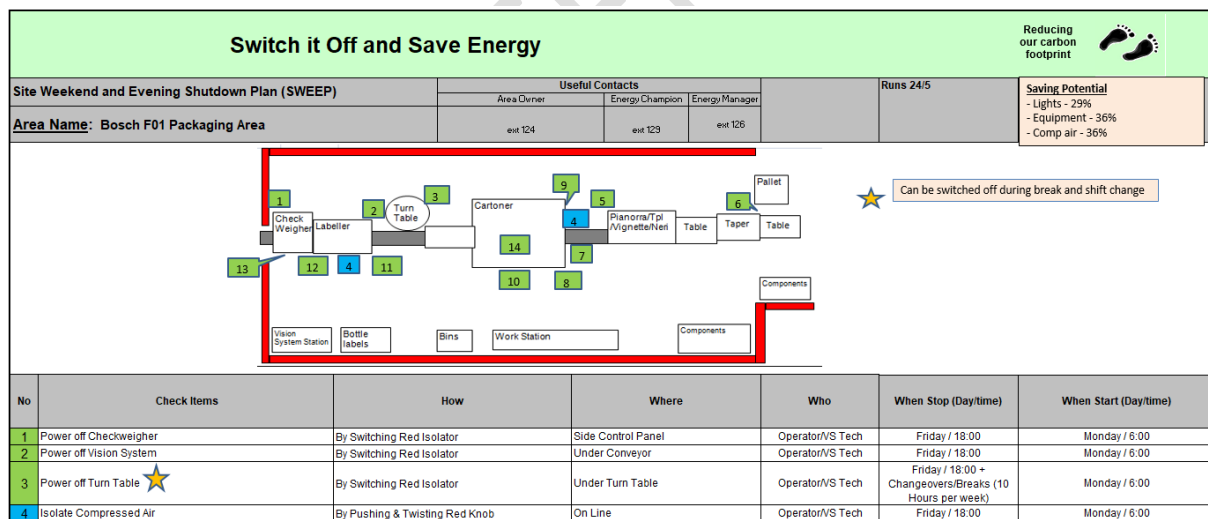 Switch it Off and Save Energy
Reducing
our carbon
footprint
Site Weekend and Evening Shutdown Plan (SWEEP)
Useful Contacts
Runs 24/5
Area Owner
Energy Champion
Energy Manager
Saving Potential
- Lights - 29%
- Equipment - 36%
- Comp air - 36%
Area Name: Bosch F01 Packaging Area
ext 124
ext 129
ext 126
Can be switched off during break and shift change
1
2
3
9
5
6
4
7
14
13
12
4
11
10
8
Check
Weigher
Labeller
Turn
Table
Cartoner
Pianorra/Tpl
/Vignette/Neri
Table
Taper
Table
Pallet
Components
Vision
System Station
Bottle
labels
Bins
Work Station
Components
No
Check Items
How
Where
Who
When Stop (Day/time)
When Start (Day/time)
1
Power off Checkweigher
By Switching Red Isolator
Side Control Panel
Operator/VS Tech
Friday / 18:00
Monday / 6:00
2
Power off Vision System
By Switching Red Isolator
Under Conveyor
Operator/VS Tech
Friday / 18:00
Monday / 6:00
3
Power off Turn Table
By Switching Red Isolator
Under Turn Table
Operator/VS Tech
Friday / 18:00 +
Changeovers/Breaks (10
Hours per week)
Monday / 6:00
4
Isolate Compressed Air
By Pushing & Twisting Red Knob
On Line
Operator/VS Tech
Friday / 18:00
Monday / 6:00